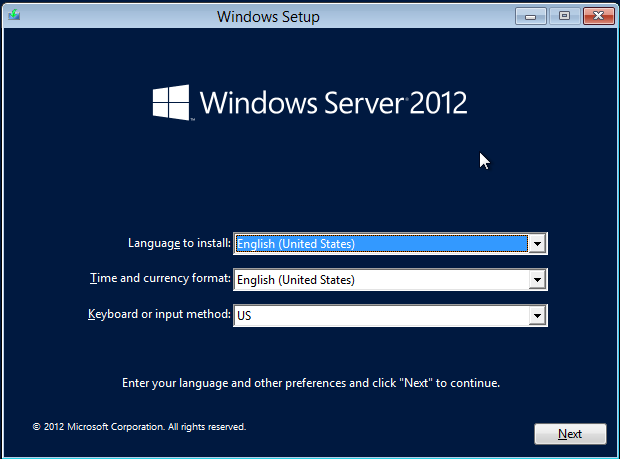 Windows Setup
Windows Server 2012
Language to install: English (United States)
Time and currency format: English (United States)
Keyboard or input method: US
Enter your language and other preferences and click "Next" to continue.
© 2012 Microsoft Corporation. All rights reserved.
Next